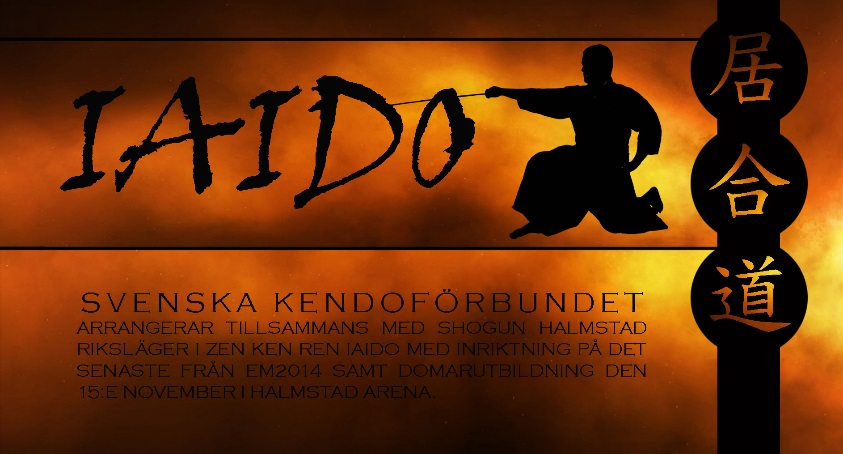 IAIDO
居
合
道
SVENSKA KENDOFÖRBUNDET
ARRANGERAR TILLSAMMANS MED SHOGUN HALMSTAD
RIKSLÄGER I ZEN KEN REN IAIDO MED INRIKTNING PÅ DET
SENASTE FRÅN EM2014 SAMT DOMARUTBILDNING DEN
15:E NOVEMBER I HALMSTAD ARENA.